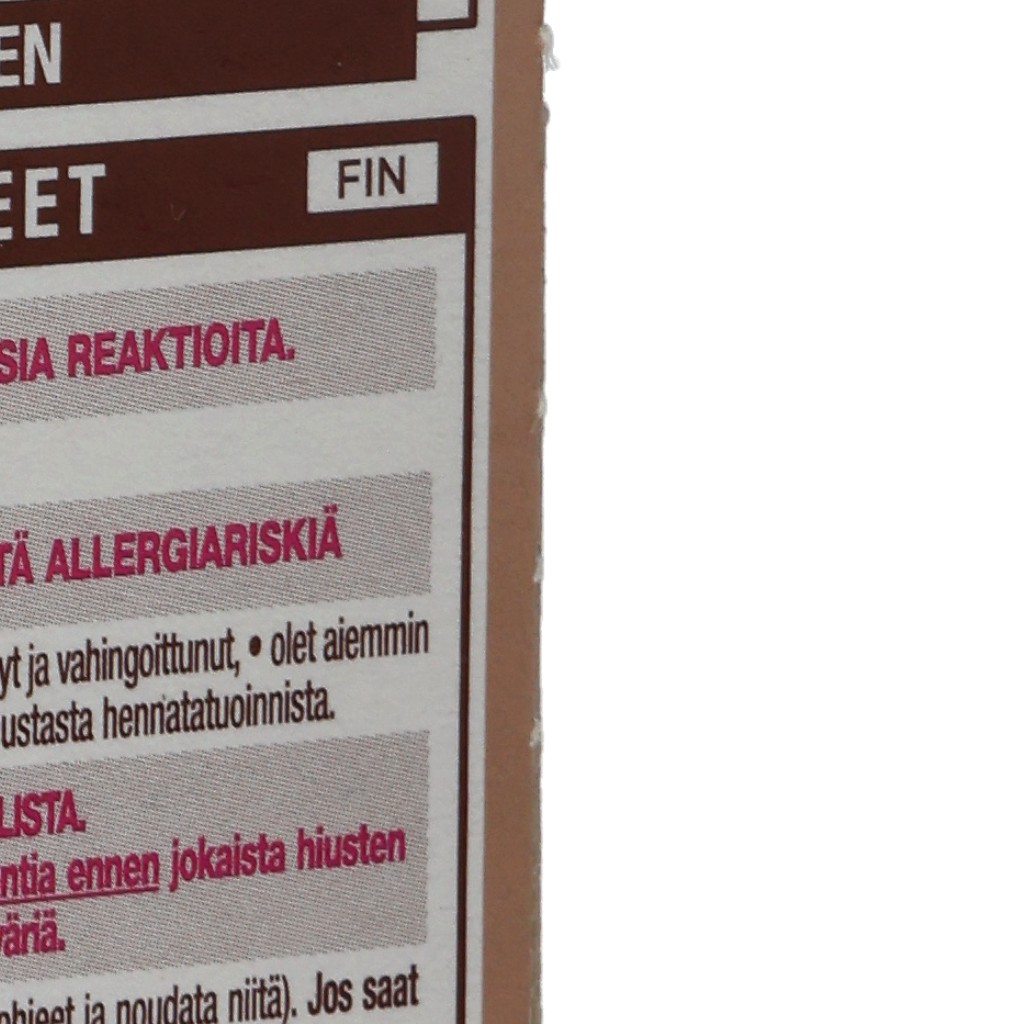 EN
EET FIN
SIA REAKTIOITA.
TÄ ALLERGIARISKIÄ
yt ja vahingoittunut, • olet aiemmin
ustasta hennatatuoinnista.
LISTA.
ntia ennen jokaista hiusten
väriä.
ohjeet ja noudata niitä). Jos saat